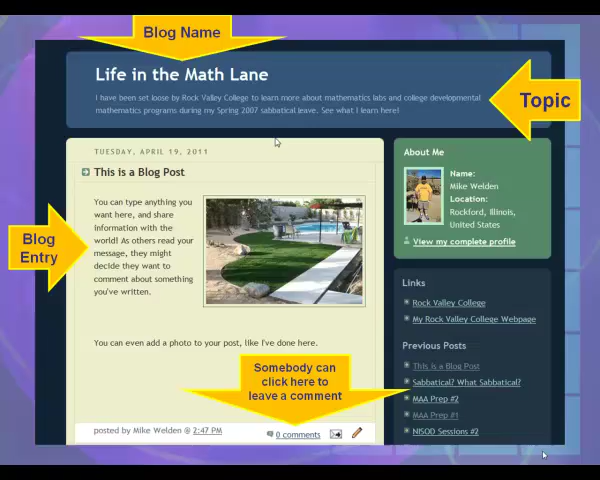 Blog Name
Life in the Math Lane
I have been set loose by Rock Valley College to learn more about mathematics labs and college developmental
mathematics programs during my Spring 2007 sabbatical leave. See what I learn here!
Topic
TUESDAY, APRIL 19, 2011
This is a Blog Post
You can type anything you
want here, and share
information with the
world! As others read your
message, they might
decide they want to
comment about something
you've written.
Blog
Entry
You can even add a photo to your post, like I've done here.
Somebody can
click here to
leave a comment
posted by Mike Welden @ 2:47 PM
0 comments
About Me
Name:
Mike Welden
Location:
Rockford, Illinois,
United States
View my complete profile
Links
Rock Valley College
My Rock Valley College Webpage
Previous Posts
This is a Blog Post
Sabbatical? What Sabbatical?
MAA Prep #2
MAA Prep #1
NISOD Sessions #2